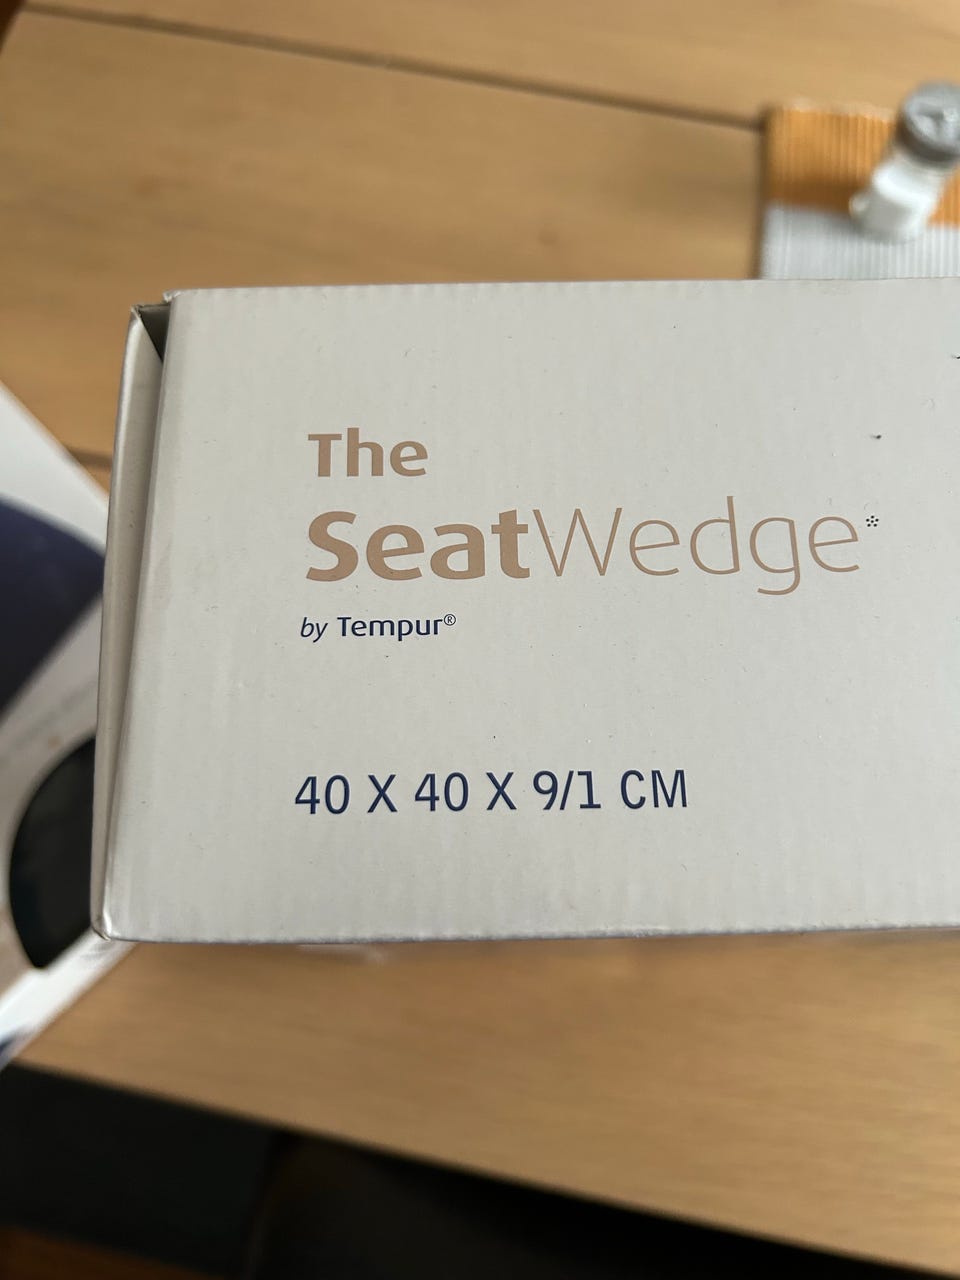 The
SeatWedge*
by Tempur®
40 X 40 X 9/1 CM